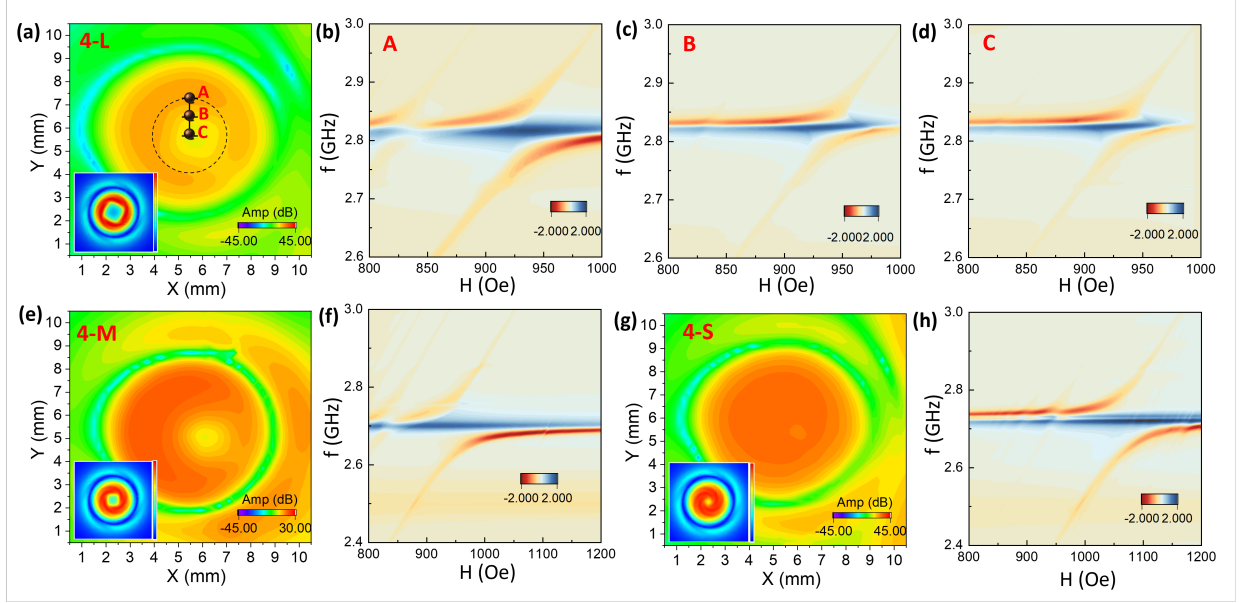 (a)
4-L
A
B
C
10
9
8
7
6
5
4
3
2
1
Y (mm)
1 2 3 4 5 6 7 8 9 10
X (mm)
Amp (dB)
-45.00 45.00
(b)
A
3.0
2.9
2.8
2.7
2.6
f (GHz)
800 850 900 950 1000
H (Oe)
-2.000 2.000
(c)
B
3.0
2.9
2.8
2.7
2.6
f (GHz)
800 850 900 950 1000
H (Oe)
-2.000 2.000
(d)
C
3.0
2.9
2.8
2.7
2.6
f (GHz)
800 850 900 950 1000
H (Oe)
-2.000 2.000
(e)
4-M
10
9
8
7
6
5
4
3
2
1
Y (mm)
1 2 3 4 5 6 7 8 9 10
X (mm)
Amp (dB)
-45.00 30.00
(f)
3.0
2.8
2.6
2.4
f (GHz)
800 900 1000 1100 1200
H (Oe)
-2.000 2.000
(g)
4-S
10
9
8
7
6
5
4
3
2
1
Y (mm)
1 2 3 4 5 6 7 8 9 10
X (mm)
Amp (dB)
-45.00 45.00
(h)
3.0
2.8
2.6
2.4
f (GHz)
800 900 1000 1100 1200
H (Oe)
-2.000 2.000